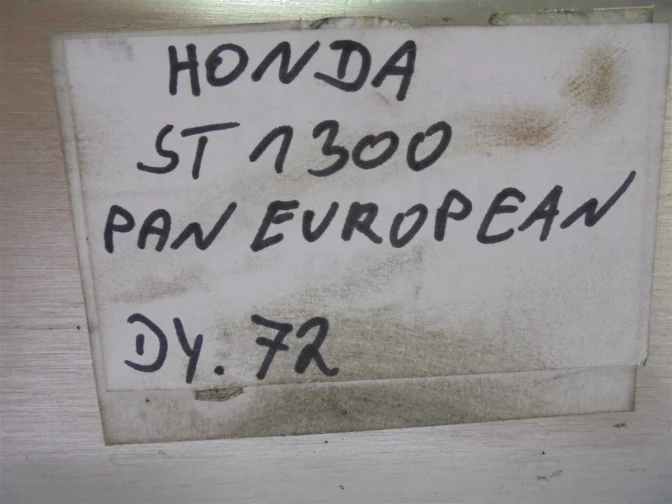 HONDA
ST 1300
PAN EUROPEAN
DY. 72